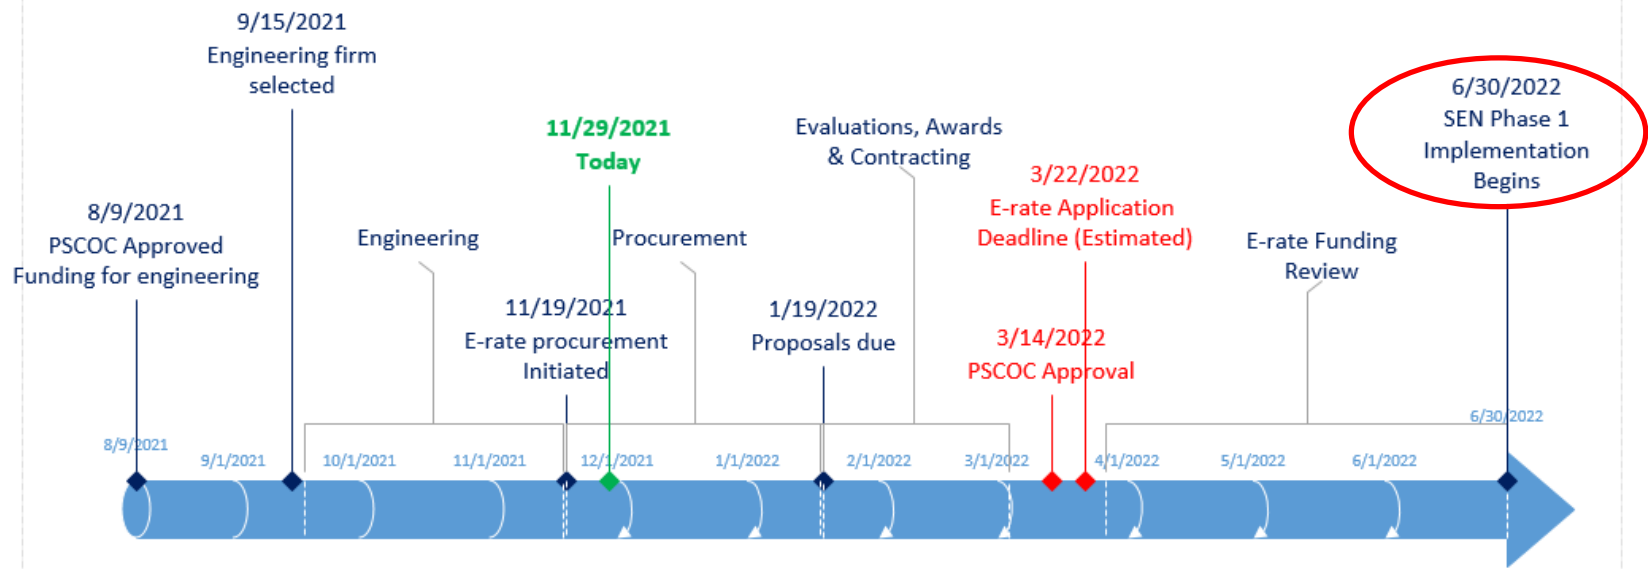 9/15/2021
Engineering firm
selected
6/30/2022
SEN Phase 1
Implementation
Begins
11/29/2021
Today
Evaluations, Awards
& Contracting
3/22/2022
E-rate Application
Deadline (Estimated)
8/9/2021
PSCOC Approved
Funding for engineering
Engineering
Procurement
E-rate Funding
Review
11/19/2021
E-rate procurement
Initiated
1/19/2022
Proposals due
3/14/2022
PSCOC Approval
6/30/2022
8/9/2021
9/1/2021
10/1/2021
11/1/2021
12/1/2021
1/1/2022
2/1/2022
3/1/2022
4/1/2022
5/1/2022
6/1/2022